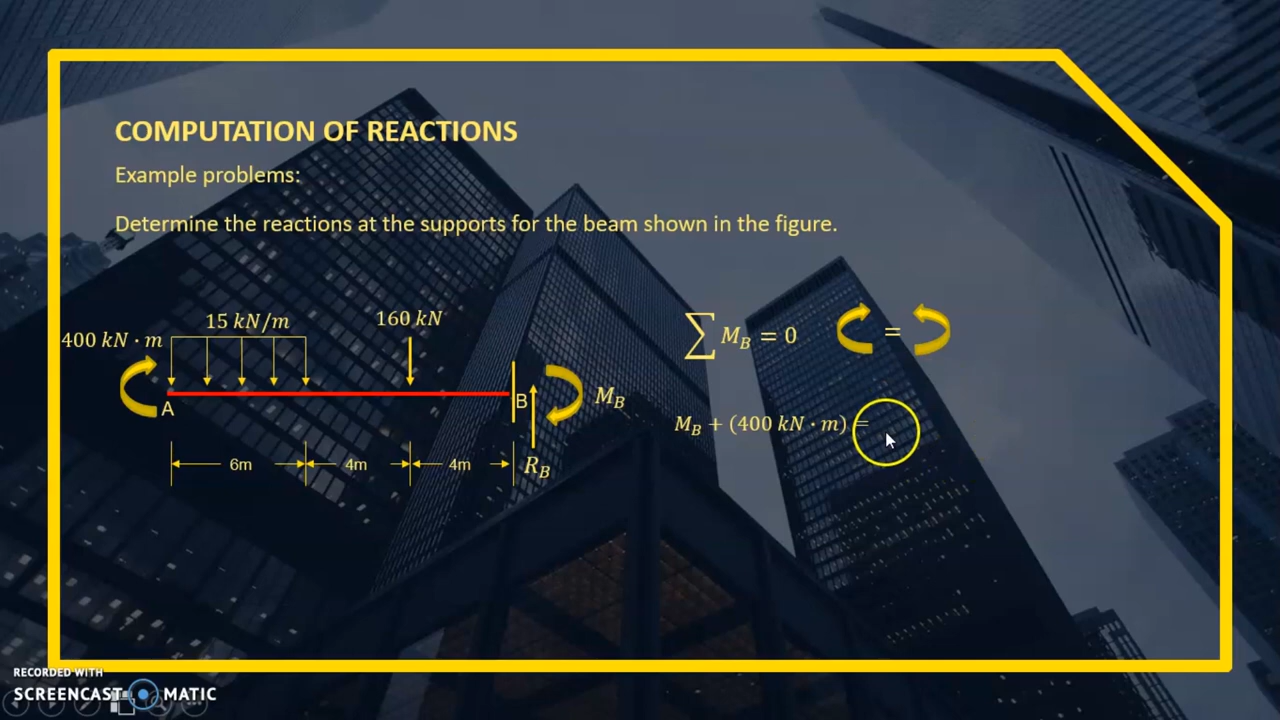 COMPUTATION OF REACTIONS
Example problems:
Determine the reactions at the supports for the beam shown in the figure.
400 kN · m
15 kN/m
160 kN
A
B
M_B
R_B
6m
4m
4m
∑ M_B = 0
=
M_B + (400 kN · m) =
RECORDED WITH
SCREENCAST MATIC